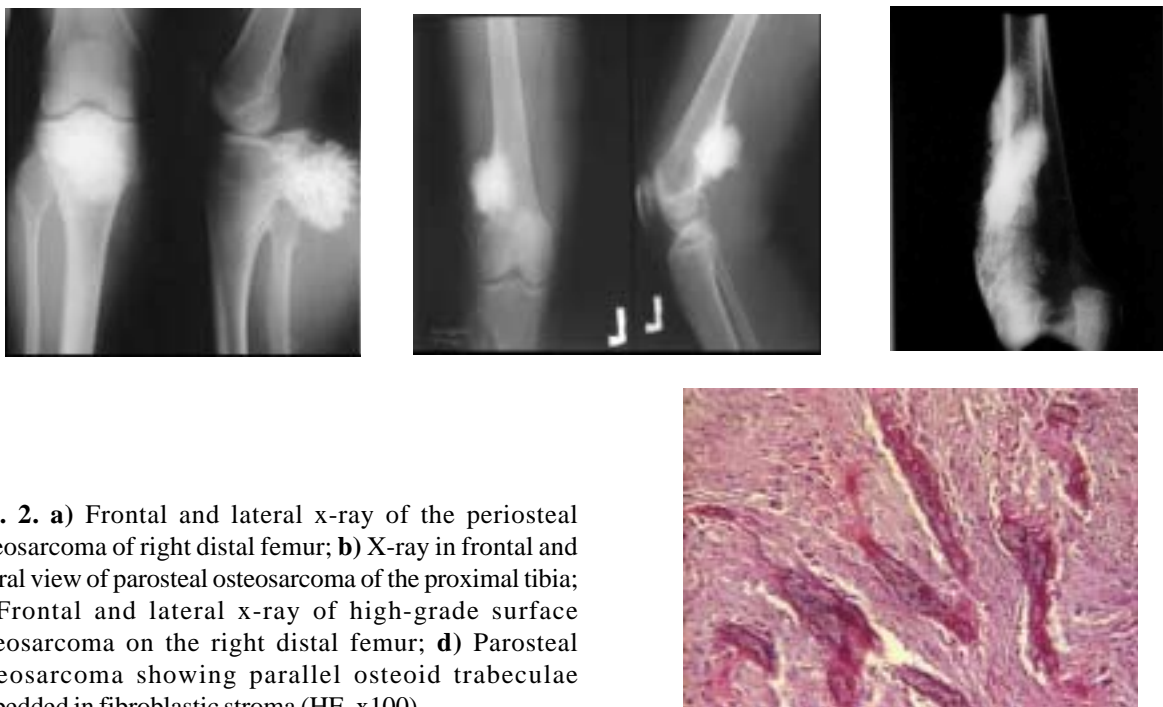 . 2. a) Frontal and lateral x-ray of the periosteal
eosarcoma of right distal femur; b) X-ray in frontal and
ral view of parosteal osteosarcoma of the proximal tibia;
Frontal and lateral x-ray of high-grade surface
eosarcoma on the right distal femur; d) Parosteal
eosarcoma showing parallel osteoid trabeculae
bedded in fibroblastic stroma (HE, x100)